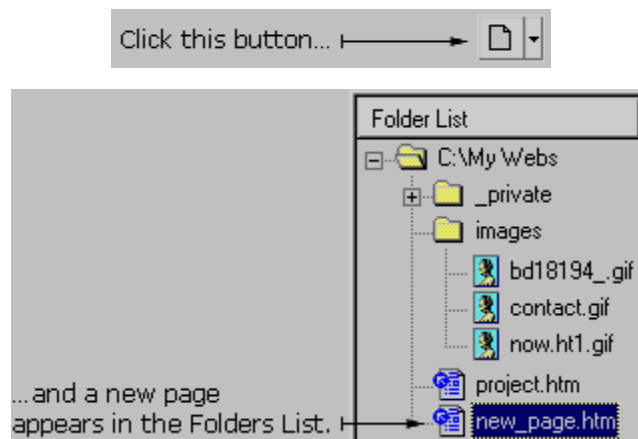 Click this button...
Folder List
C:\My Webs
_private
images
bd18194_.gif
contact.gif
now.ht1.gif
project.htm
...and a new page
appears in the Folders List.
new_page.htm